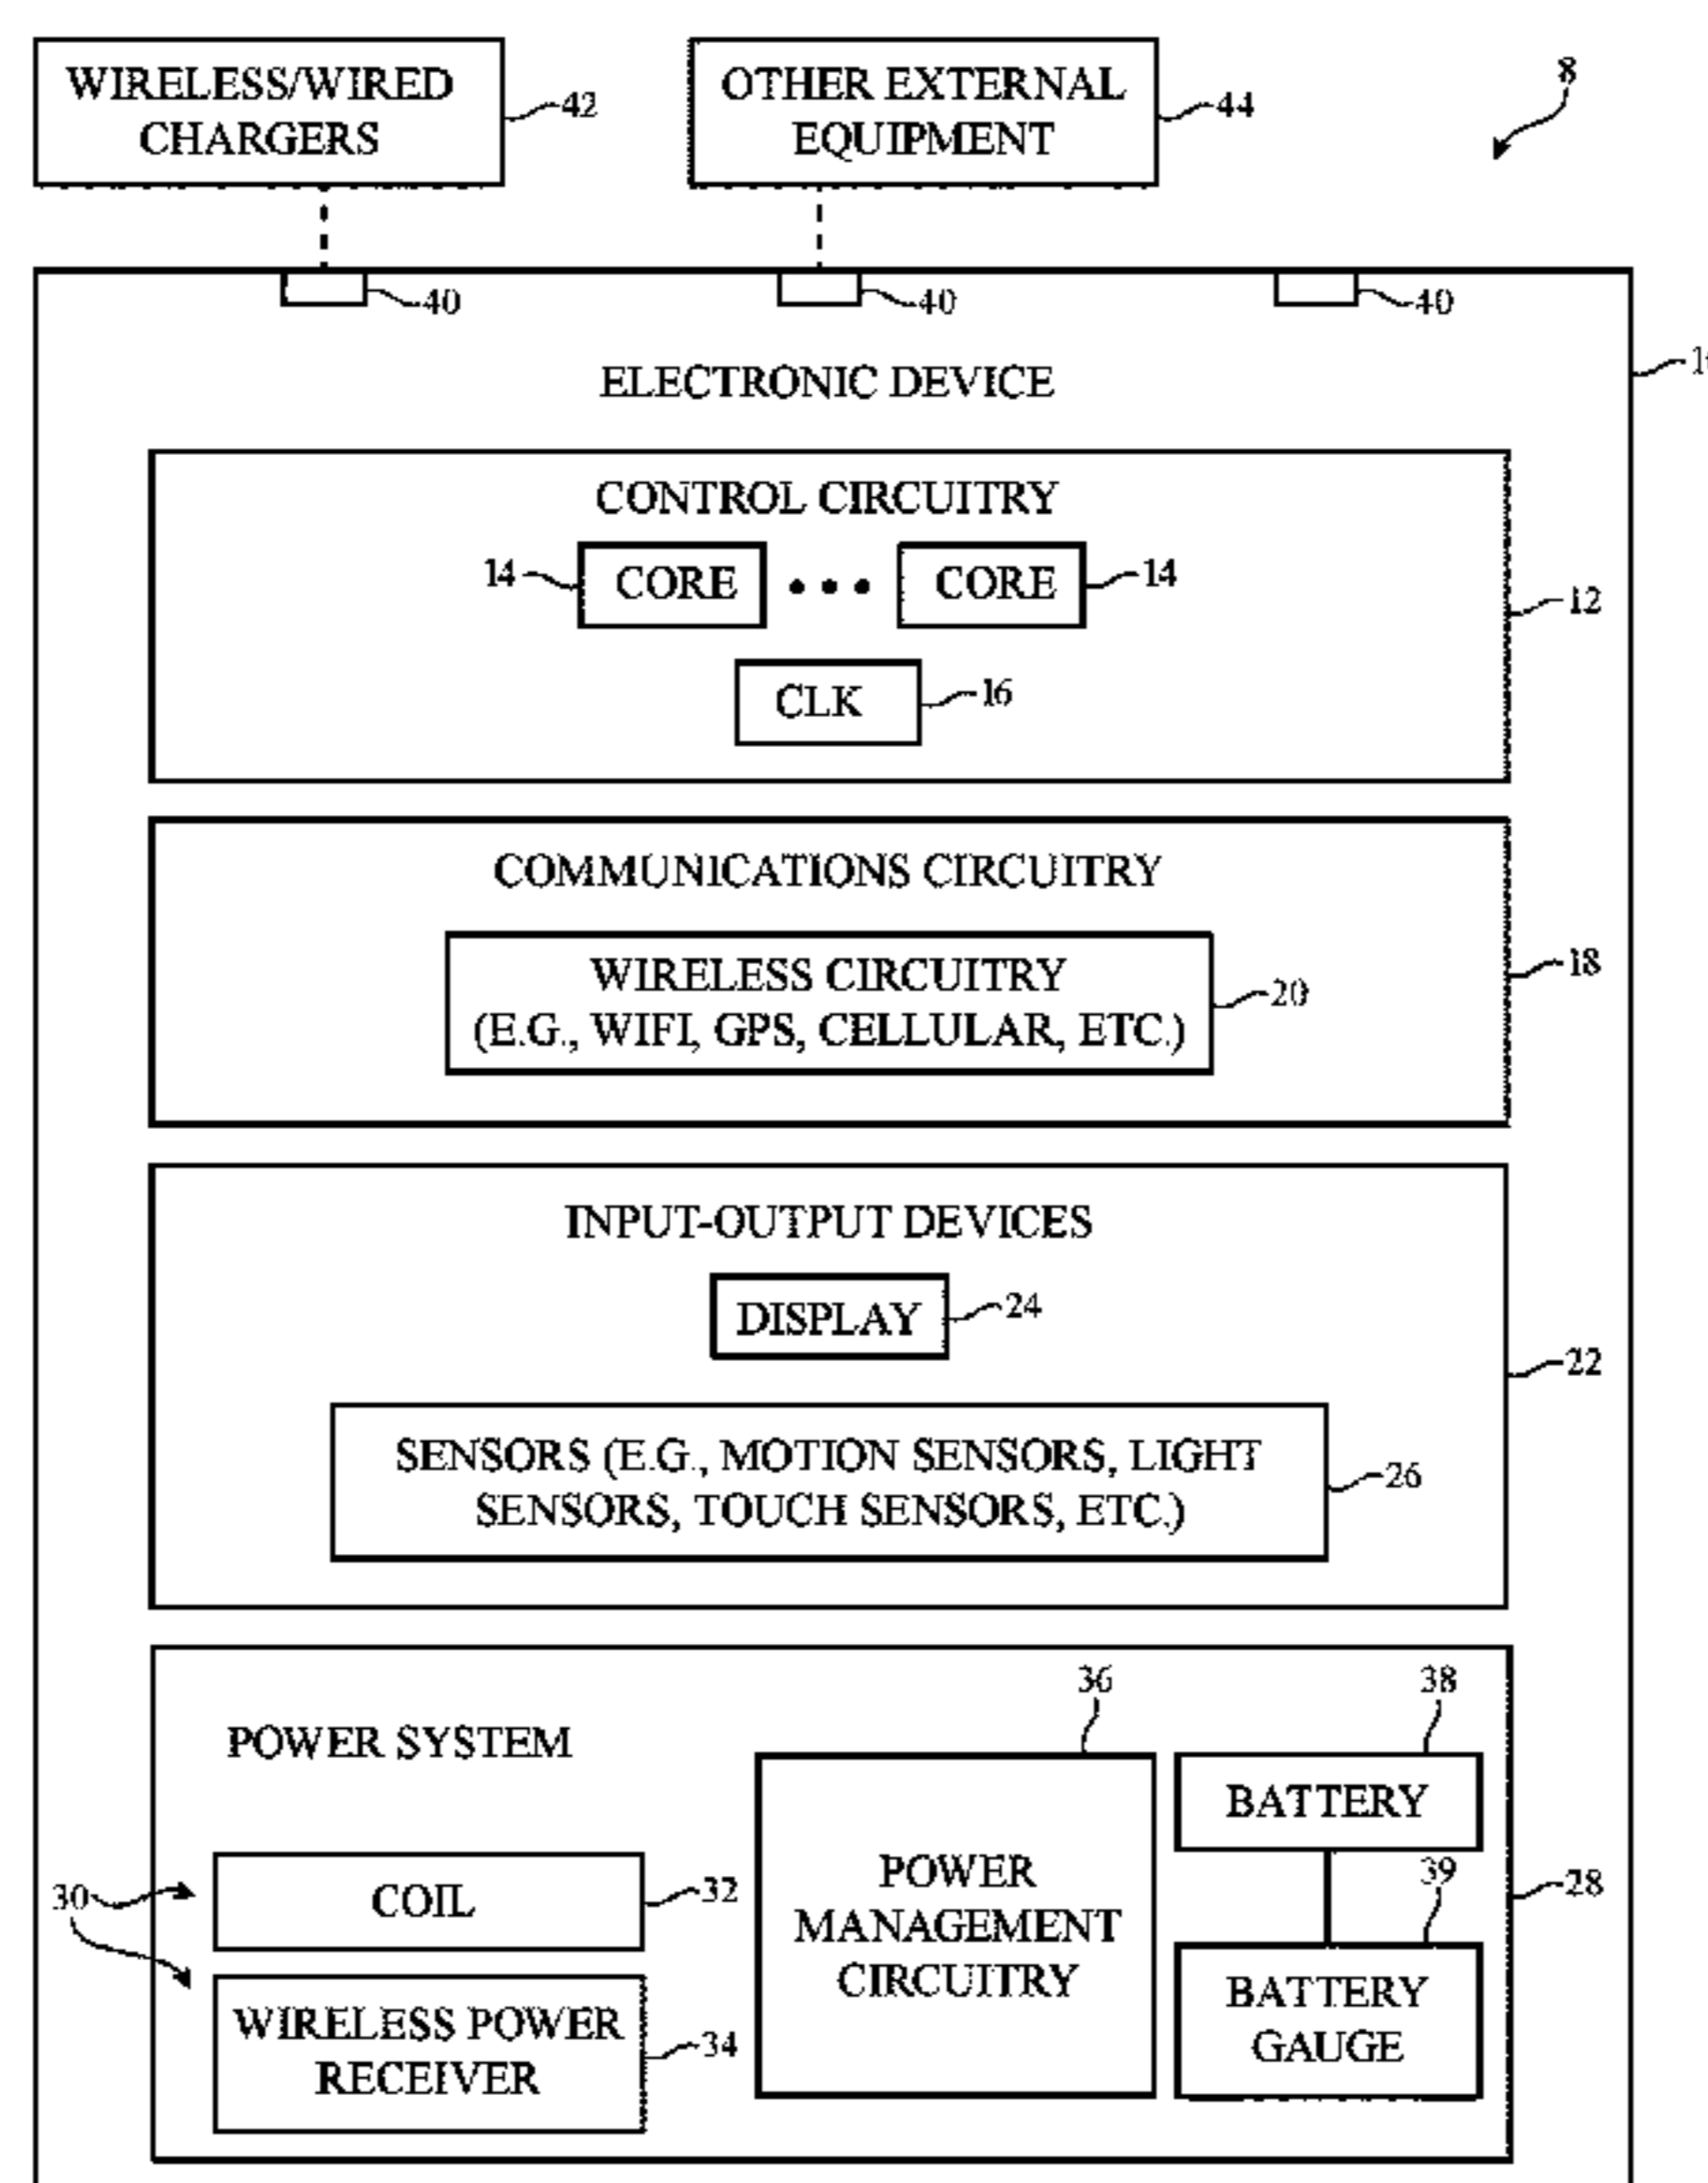 WIRELESS/WIRED
CHARGERS
42
OTHER EXTERNAL
EQUIPMENT
44
8
40
40
40
ELECTRONIC DEVICE
CONTROL CIRCUITRY
14
CORE
• • •
CORE
14
12
CLK
16
COMMUNICATIONS CIRCUITRY
WIRELESS CIRCUITRY
(E.G., WIFI, GPS, CELLULAR, ETC.)
20
18
INPUT-OUTPUT DEVICES
DISPLAY
24
22
SENSORS (E.G., MOTION SENSORS, LIGHT
SENSORS, TOUCH SENSORS, ETC.)
26
POWER SYSTEM
36
38
BATTERY
30
COIL
32
POWER
MANAGEMENT
CIRCUITRY
39
28
WIRELESS POWER
RECEIVER
34
BATTERY
GAUGE